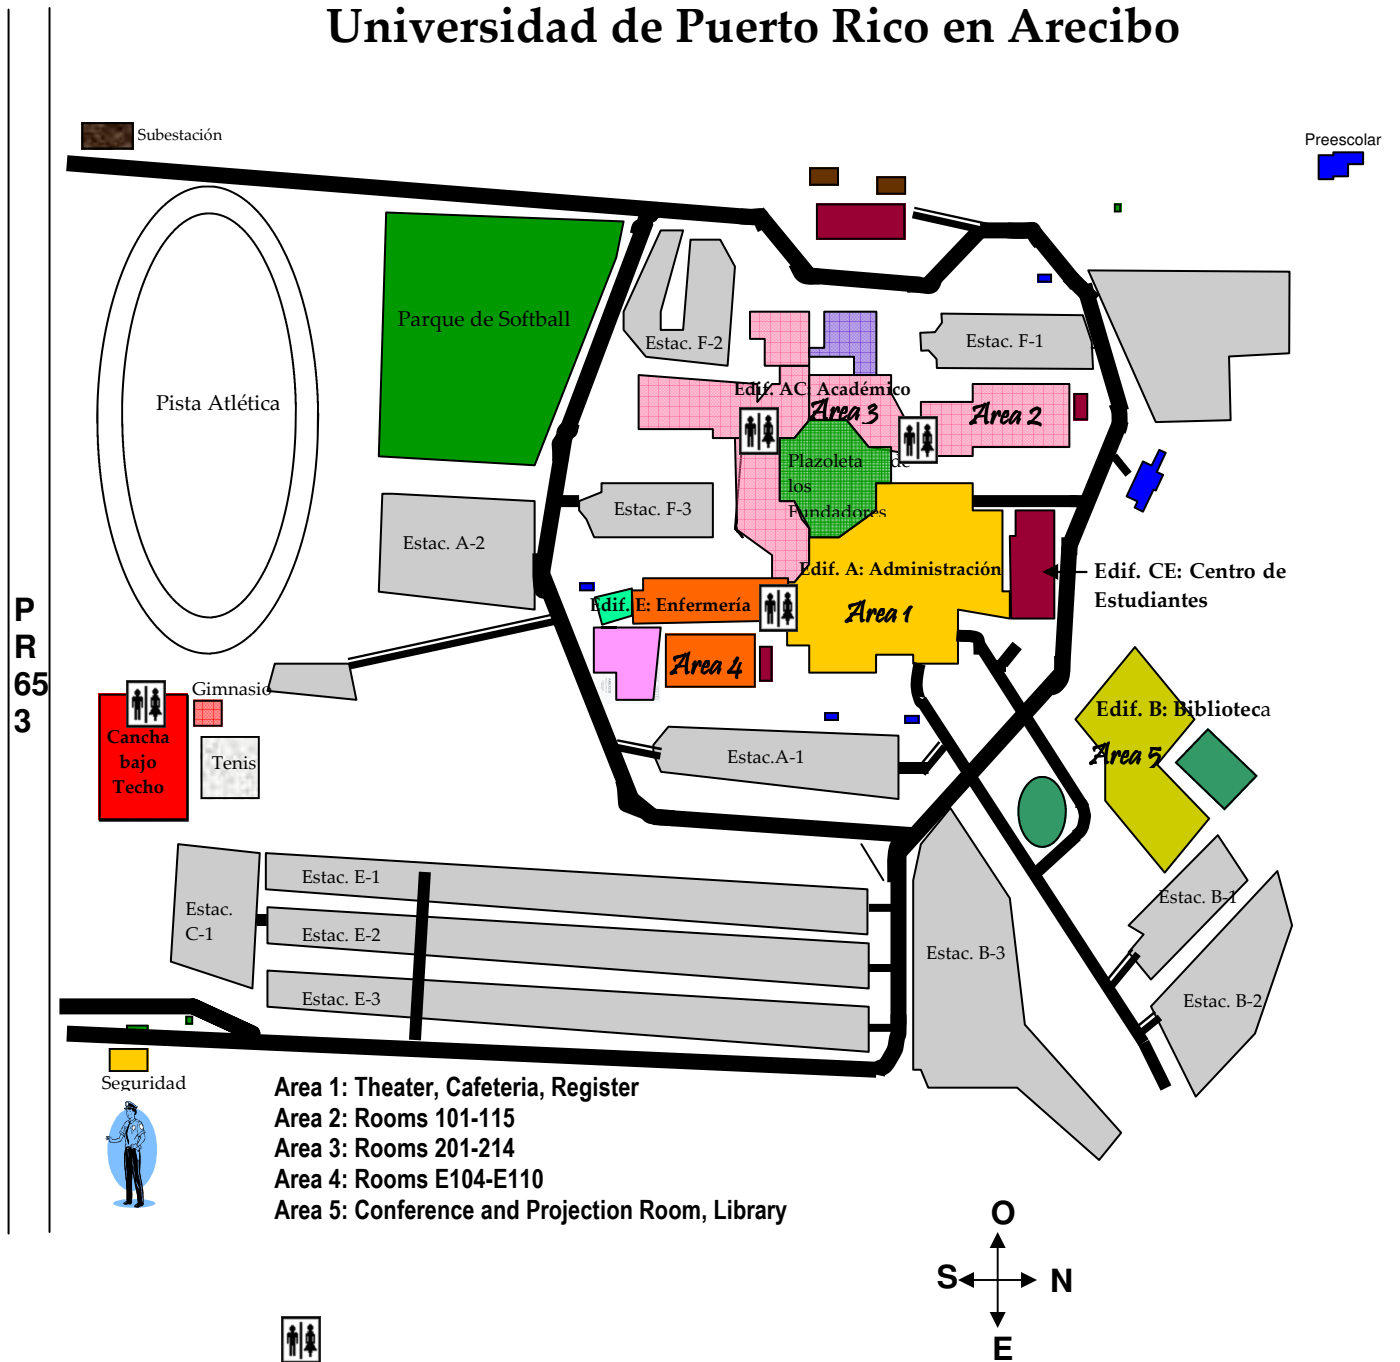 Universidad de Puerto Rico en Arecibo
Subestación
Preescolar
Parque de Softball
Estac. F-2
Estac. F-1
Pista Atlética
Edif. AC: Académico
Area 3
Area 2
Plazoleta de
los
Fundadores
Estac. F-3
Estac. A-2
Edif. A: Administración
Edif. CE: Centro de
Estudiantes
Edif. E: Enfermería
Area 1
P
R
65
3
Area 4
Gimnasio
Edif. B: Biblioteca
Cancha
bajo
Techo
Tenis
Estac.A-1
Area 5
Estac. E-1
Estac.
C-1
Estac. E-2
Estac. B-1
Estac. B-3
Estac. E-3
Estac. B-2
Seguridad
Area 1: Theater, Cafeteria, Register
Area 2: Rooms 101-115
Area 3: Rooms 201-214
Area 4: Rooms E104-E110
Area 5: Conference and Projection Room, Library
O
S
N
E